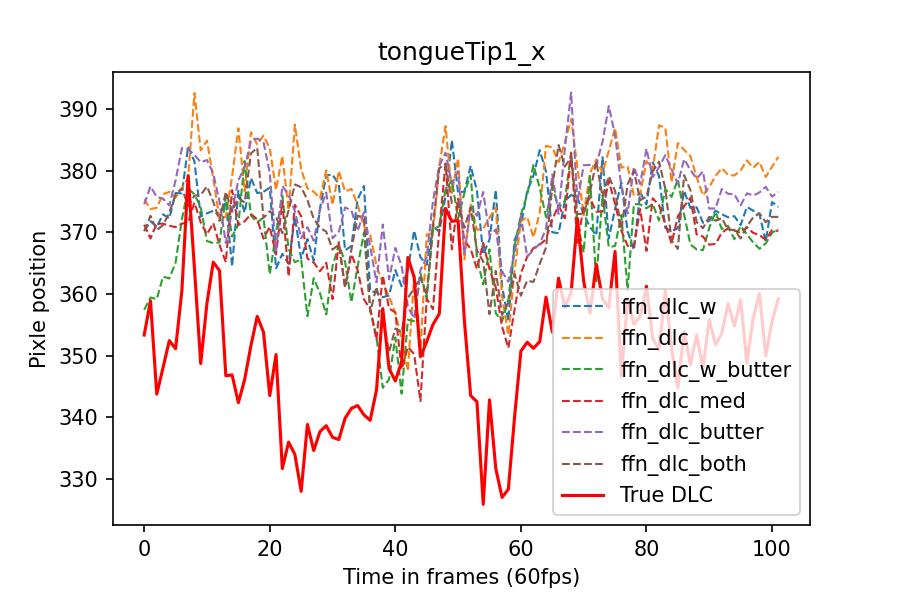 tongueTip1_x
390
380
370
360
350
340
330
Pixle position
0 20 40 60 80 100
Time in frames (60fps)
ffn_dlc_w
ffn_dlc
ffn_dlc_w_butter
ffn_dlc_med
ffn_dlc_butter
ffn_dlc_both
True DLC